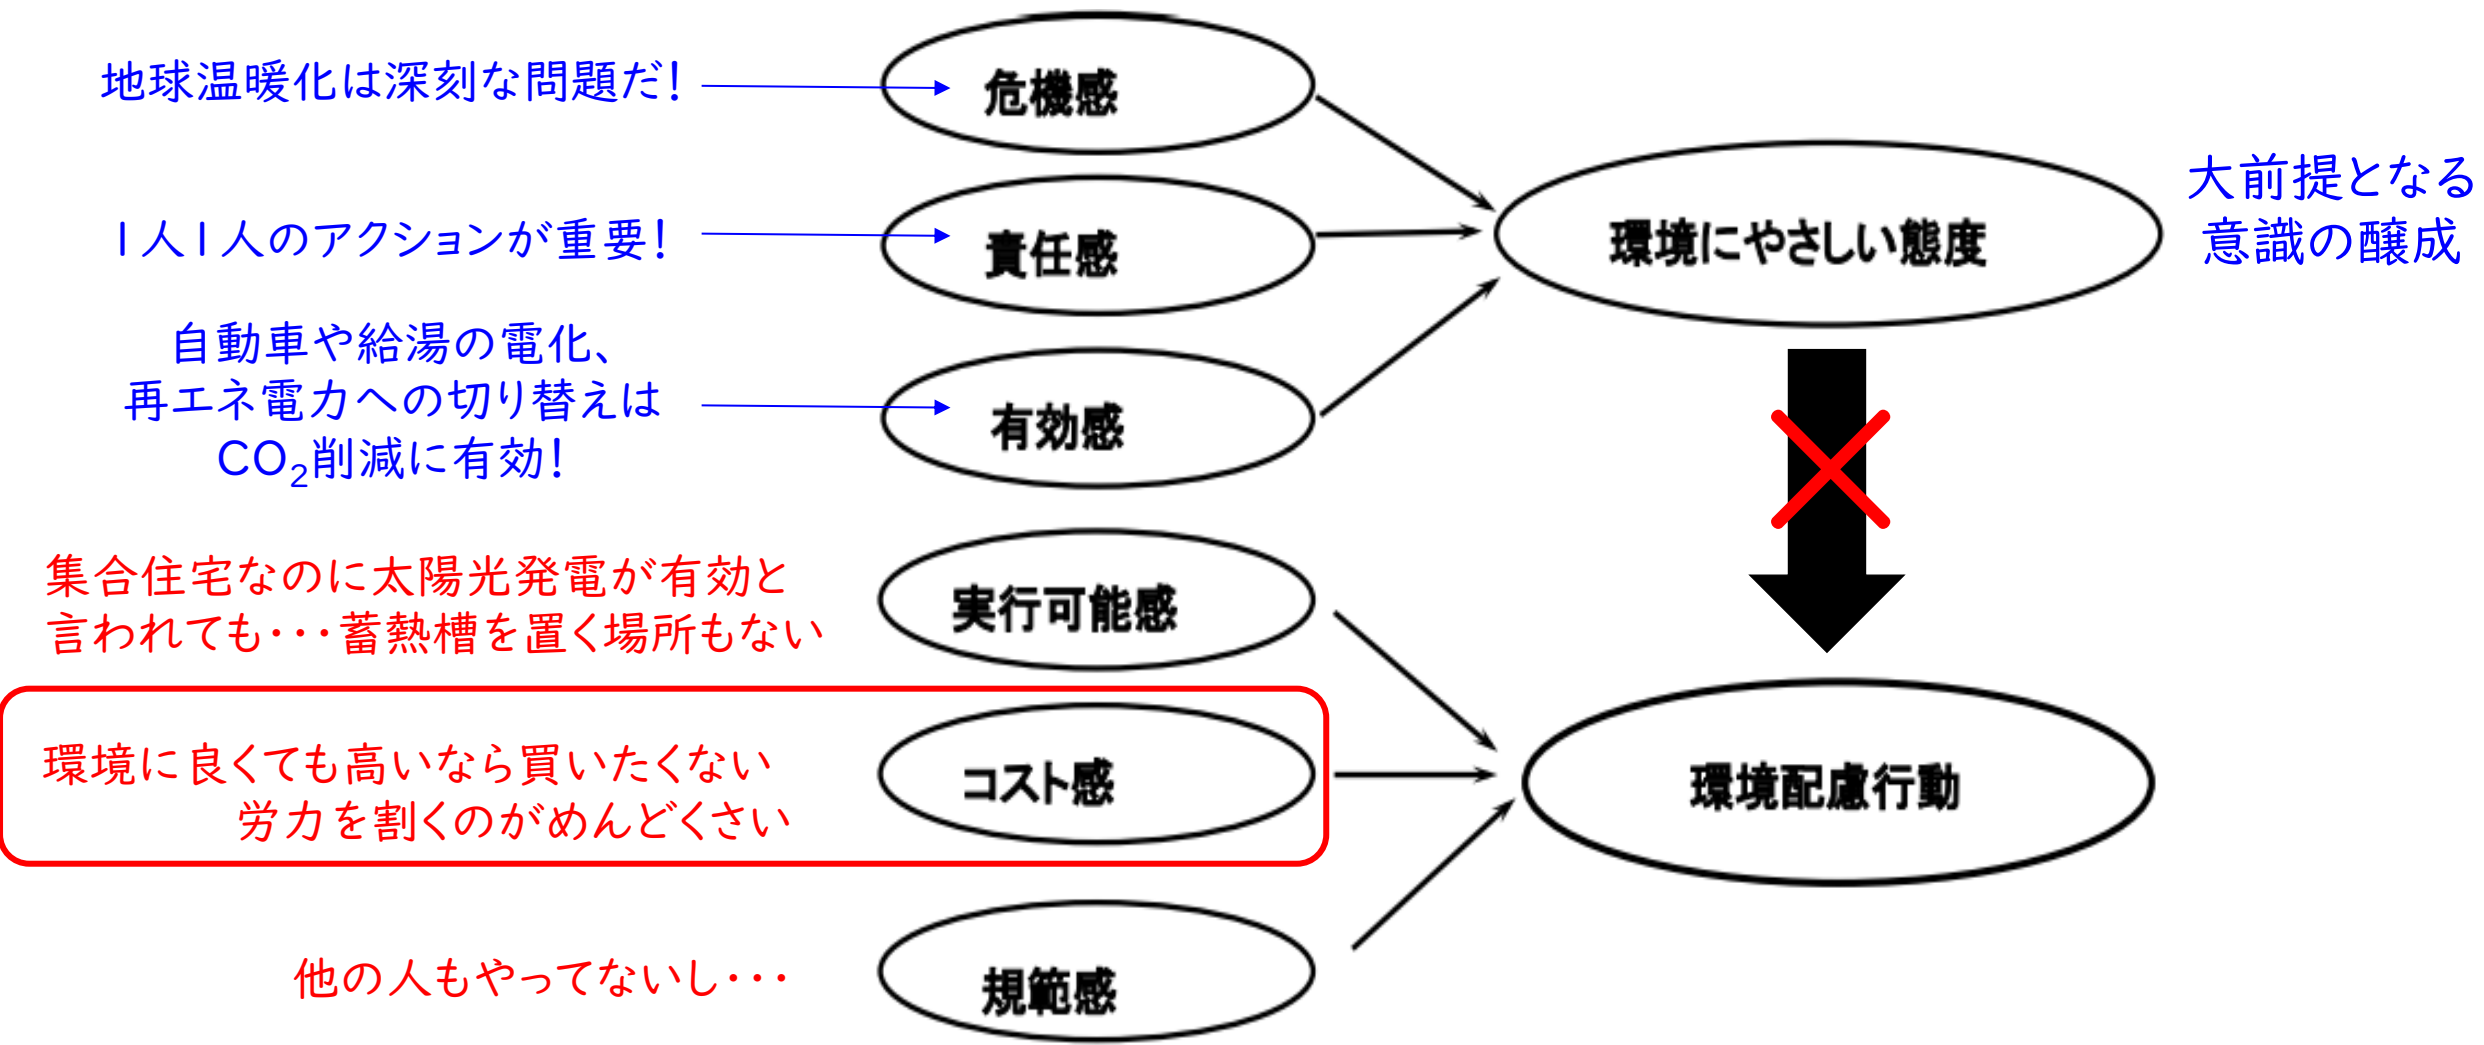 地球温暖化は深刻な問題だ!
危機感
1人1人のアクションが重要!
責任感
自動車や給湯の電化、
再エネ電力への切り替えは
CO₂削減に有効!
有効感
環境にやさしい態度
大前提となる
意識の醸成
集合住宅なのに太陽光発電が有効と
言われても・・・蓄熱槽を置く場所もない
実行可能感
環境に良くても高いなら買いたくない
労力を割くのがめんどくさい
コスト感
環境配慮行動
他の人もやってないし・・・
規範感